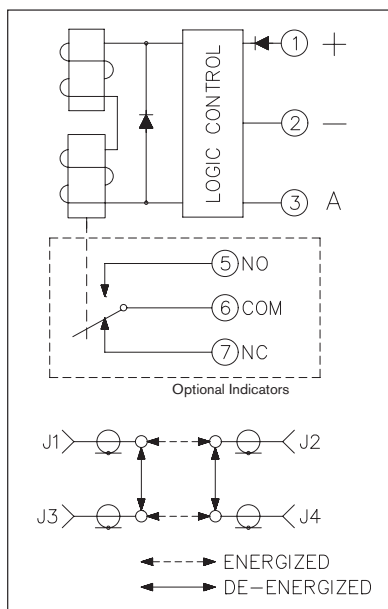 1 +
2 —
3 A
LOGIC CONTROL
5 NO
6 COM
7 NC
Optional Indicators
J1 J2
J3 J4
ENERGIZED
DE-ENERGIZED